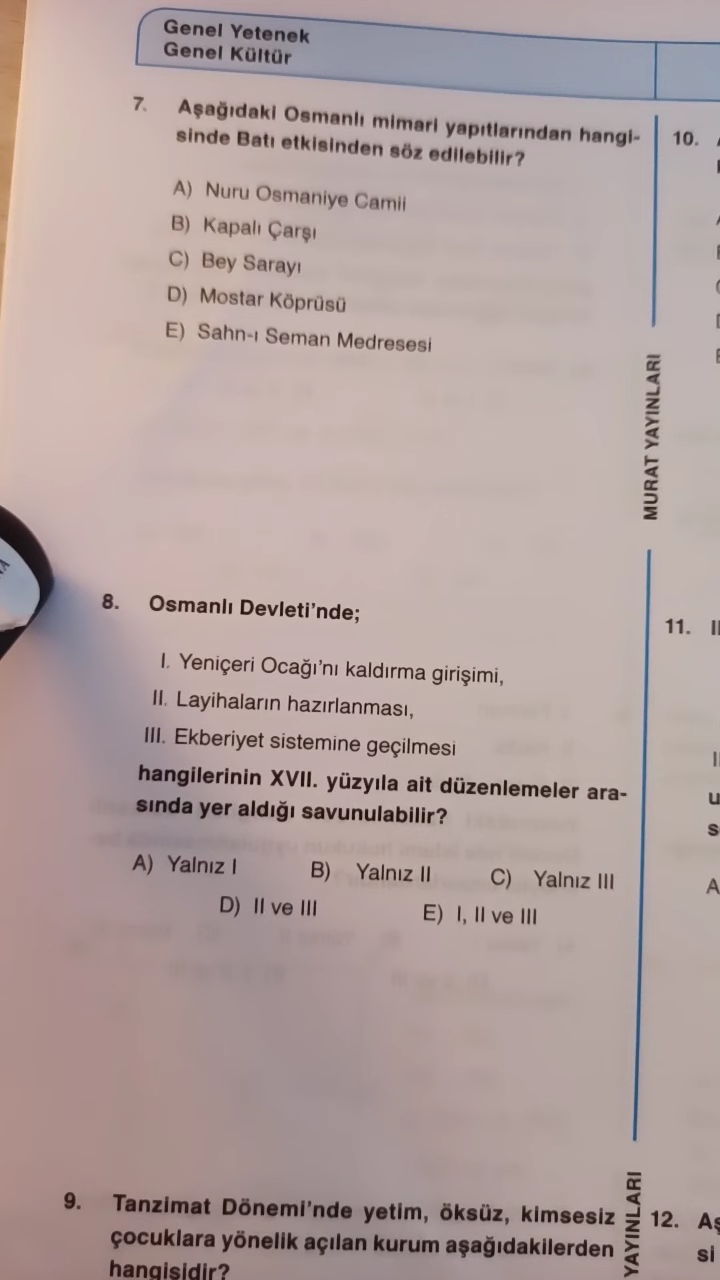 Genel Yetenek
Genel Kültür
7. Aşağıdaki Osmanlı mimari yapıtlarından hangi-
sinde Batı etkisinden söz edilebilir?
A) Nuru Osmaniye Camii
B) Kapalı Çarşı
C) Bey Sarayı
D) Mostar Köprüsü
E) Sahn-ı Seman Medresesi
8. Osmanlı Devleti'nde;
I. Yeniçeri Ocağı'nı kaldırma girişimi,
II. Layihaların hazırlanması,
III. Ekberiyet sistemine geçilmesi
hangilerinin XVII. yüzyıla ait düzenlemeler ara-
sında yer aldığı savunulabilir?
A) Yalnız I B) Yalnız II C) Yalnız III
D) II ve III E) I, II ve III
9. Tanzimat Dönemi'nde yetim, öksüz, kimsesiz
çocuklara yönelik açılan kurum aşağıdakilerden
hangisidir?
MURAT YAYINLARI
YAYINLARI
10.
11.
12.